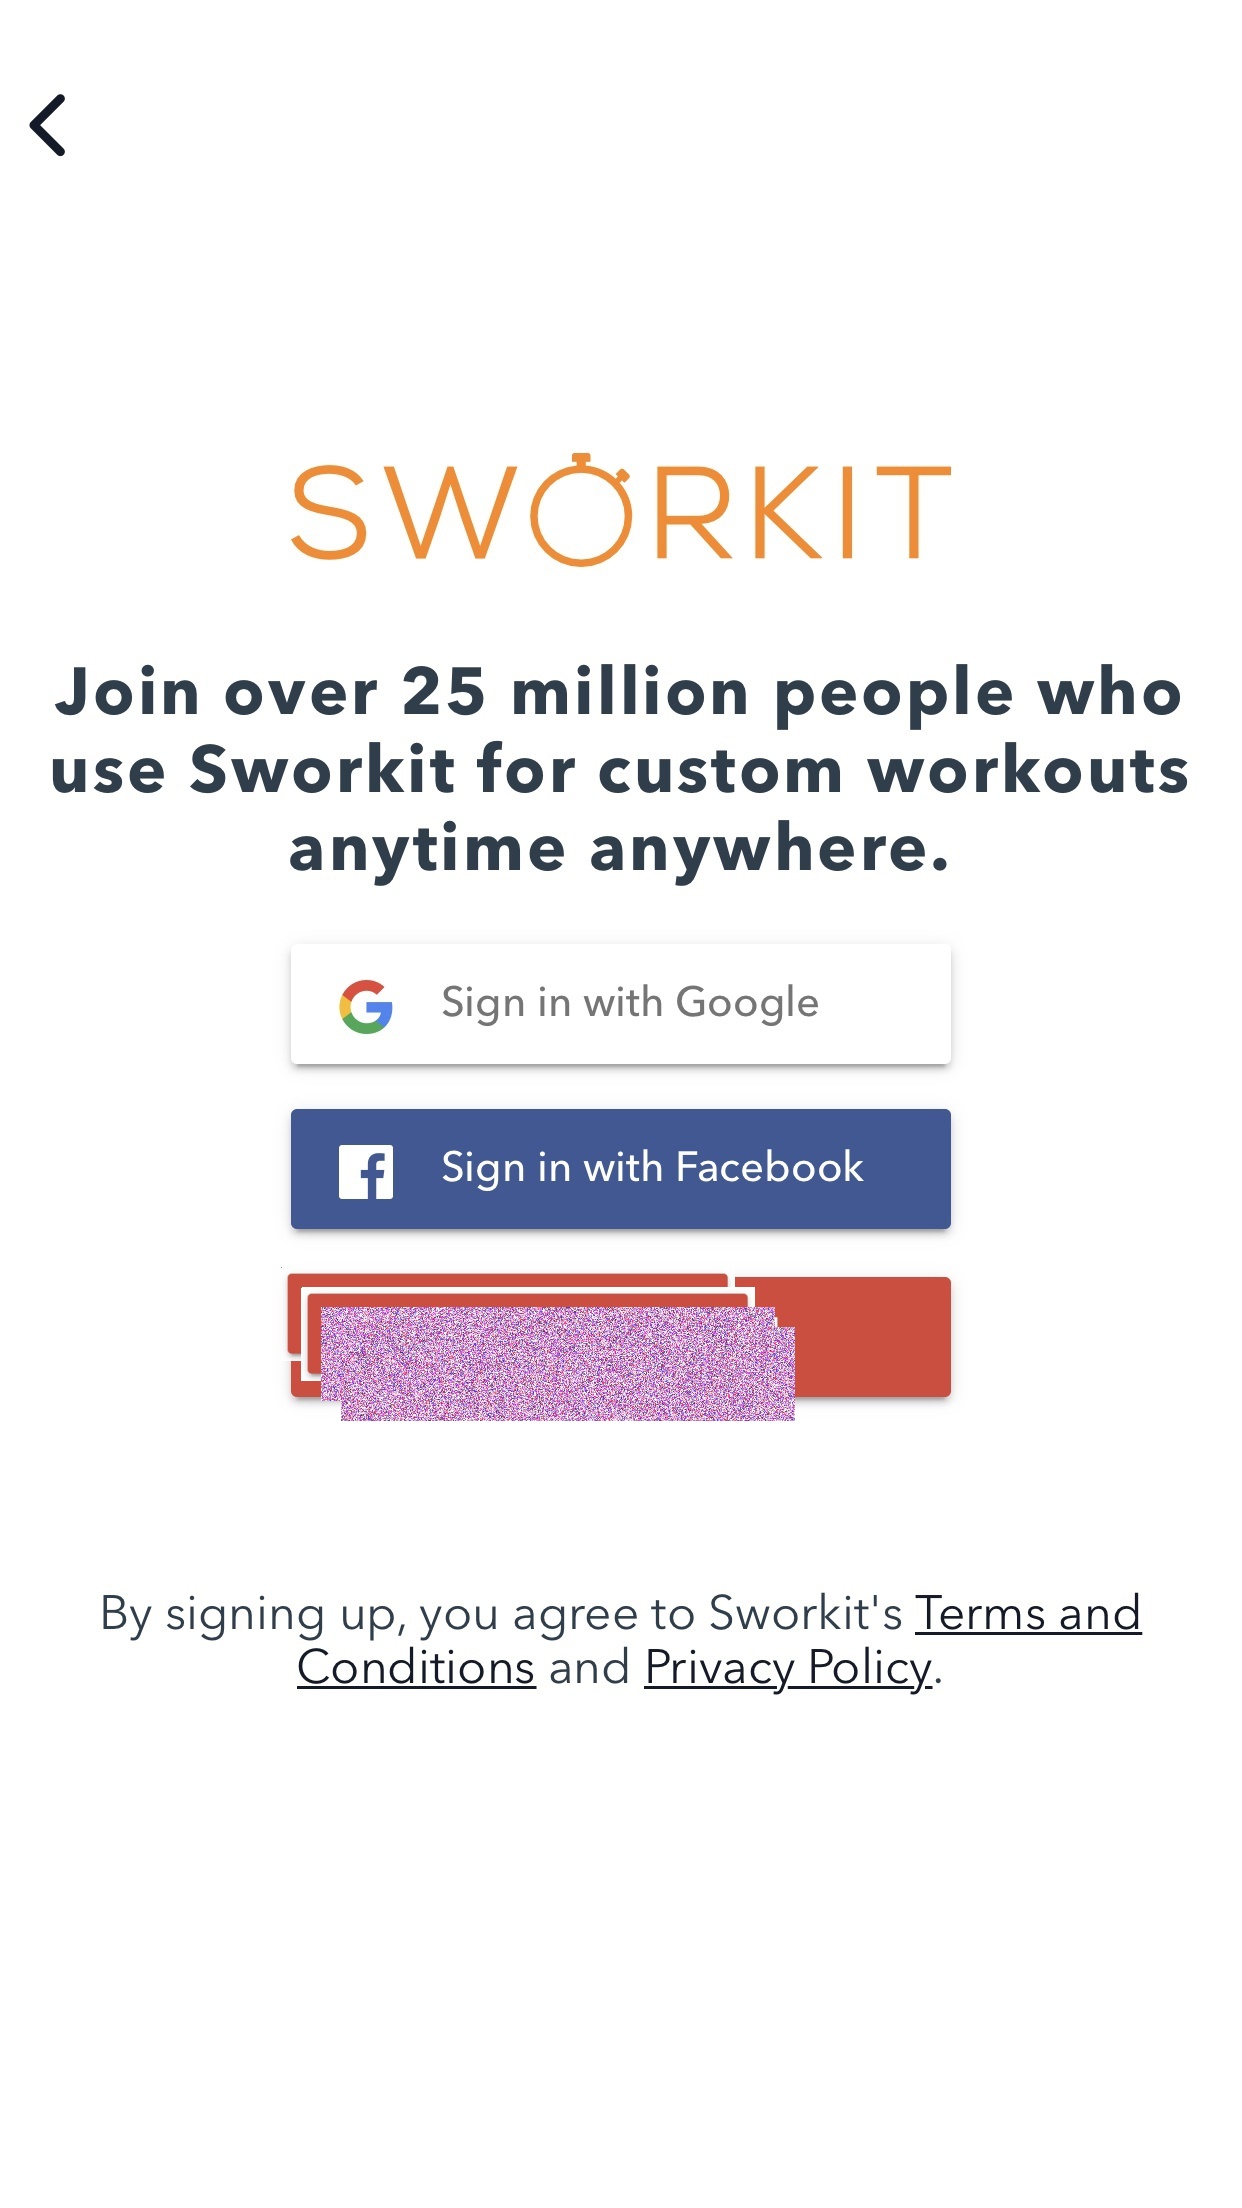 SWORKIT
Join over 25 million people who
use Sworkit for custom workouts
anytime anywhere.
Sign in with Google
Sign in with Facebook
By signing up, you agree to Sworkit's Terms and
Conditions and Privacy Policy.